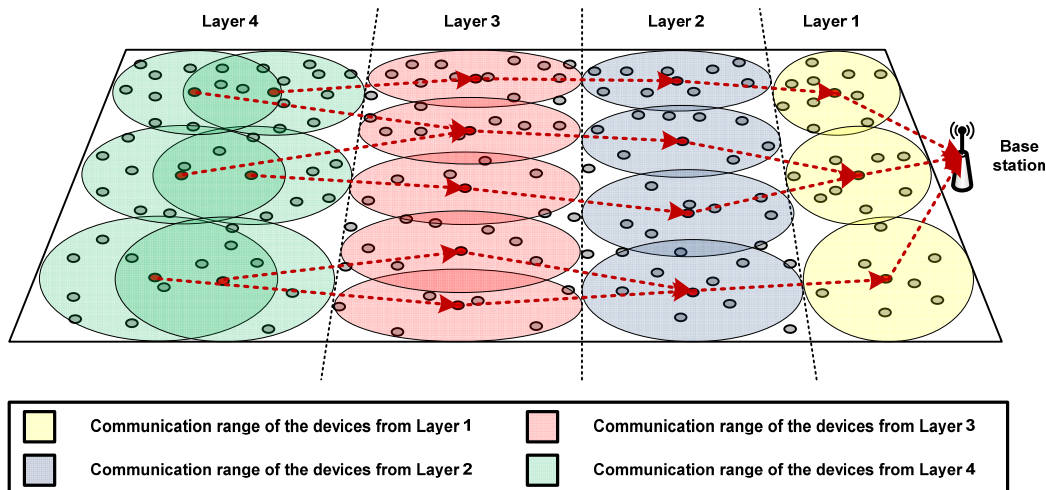 Layer 4 Layer 3 Layer 2 Layer 1
Base
station
Communication range of the devices from Layer 1
Communication range of the devices from Layer 3
Communication range of the devices from Layer 2
Communication range of the devices from Layer 4